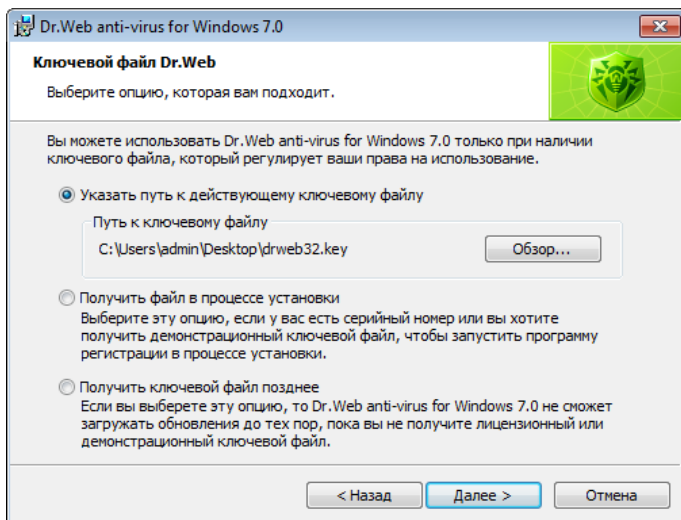 Dr.Web anti-virus for Windows 7.0
Ключевой файл Dr.Web
Выберите опцию, которая вам подходит.
Вы можете использовать Dr.Web anti-virus for Windows 7.0 только при наличии
ключевого файла, который регулирует ваши права на использование.
Указать путь к действующему ключевому файлу
Путь к ключевому файлу
C:\Users\admin\Desktop\drweb32.key
Обзор...
Получить файл в процессе установки
Выберите эту опцию, если у вас есть серийный номер или вы хотите
получить демонстрационный ключевой файл, чтобы запустить программу
регистрации в процессе установки.
Получить ключевой файл позднее
Если вы выберете эту опцию, то Dr.Web anti-virus for Windows 7.0 не сможет
загружать обновления до тех пор, пока вы не получите лицензионный или
демонстрационный ключевой файл.
< Назад
Далее >
Отмена